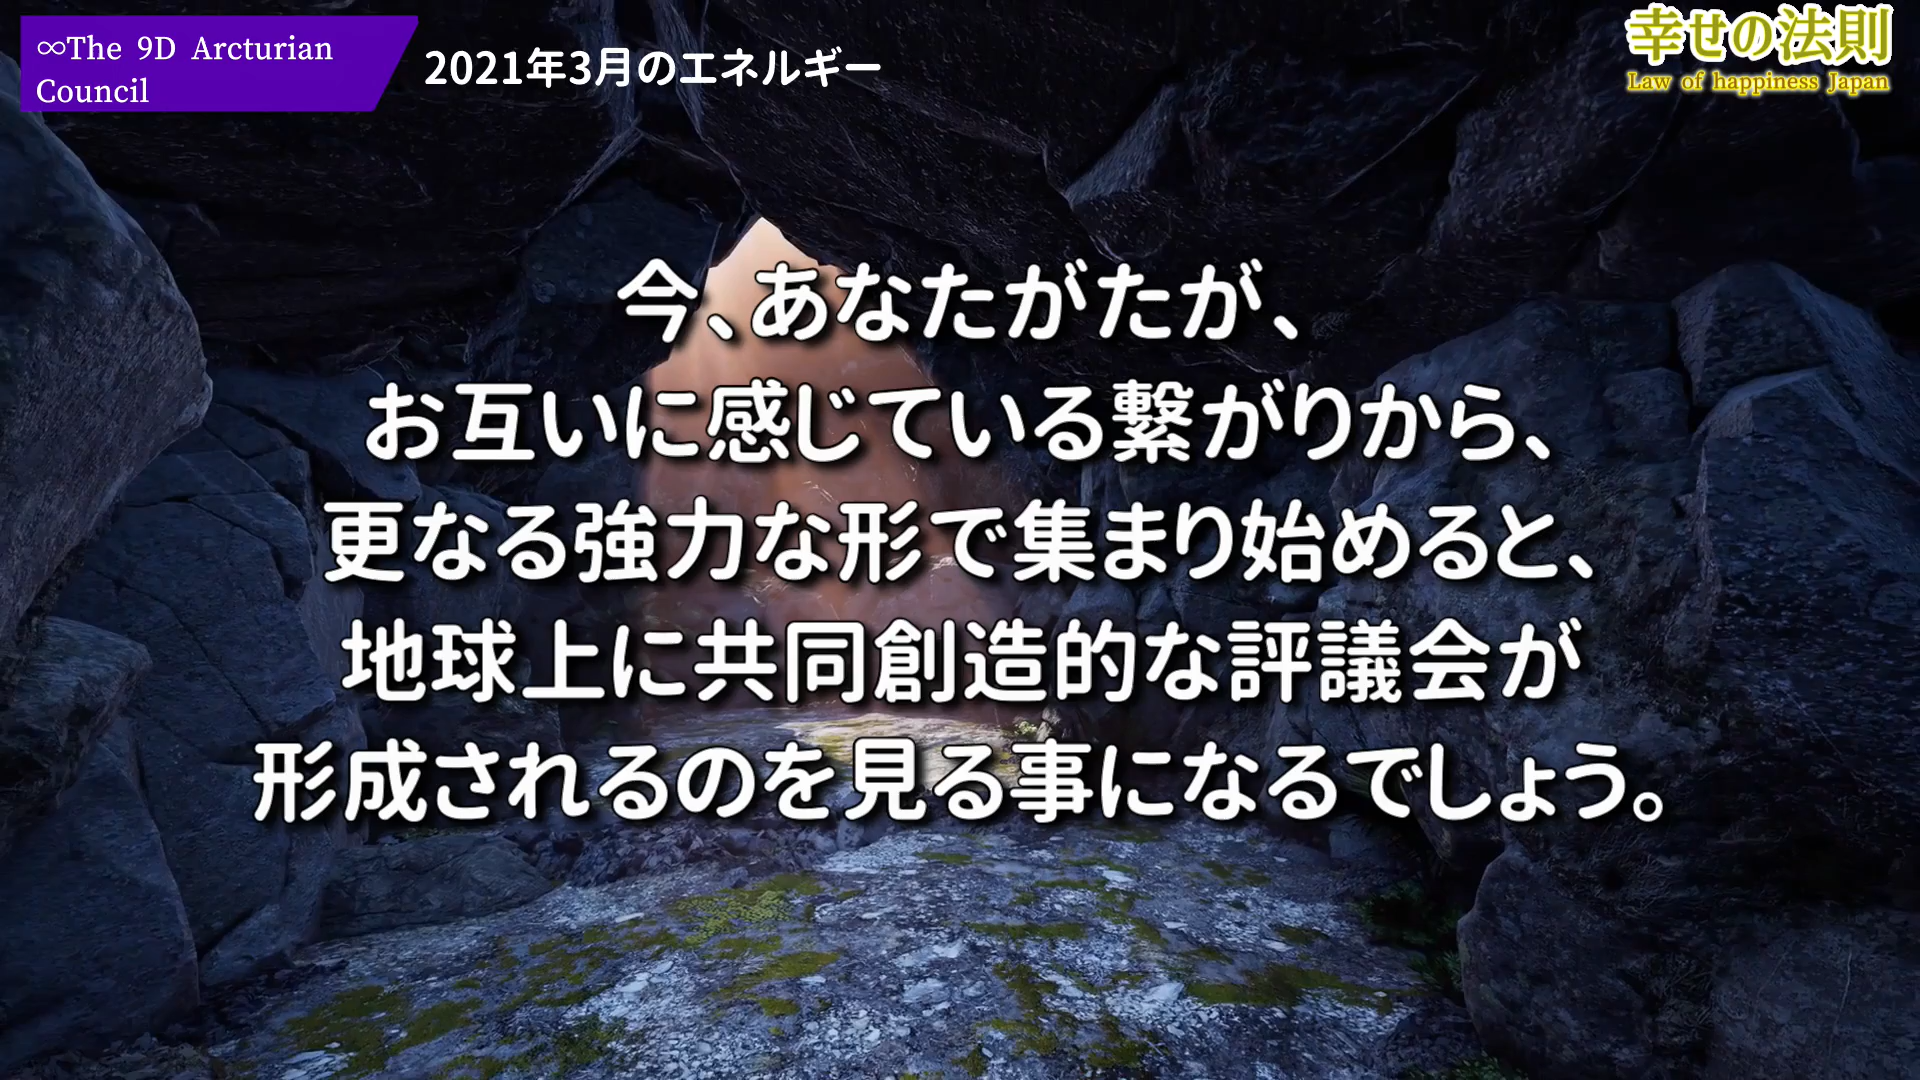 ∞The 9D Arcturian
Council
2021年3月のエネルギー
幸せの法則
Law of happiness Japan
今、あなたがたが、
お互いに感じている繋がりから、
更なる強力な形で集まり始めると、
地球上に共同創造的な評議会が
形成されるのを見る事になるでしょう。